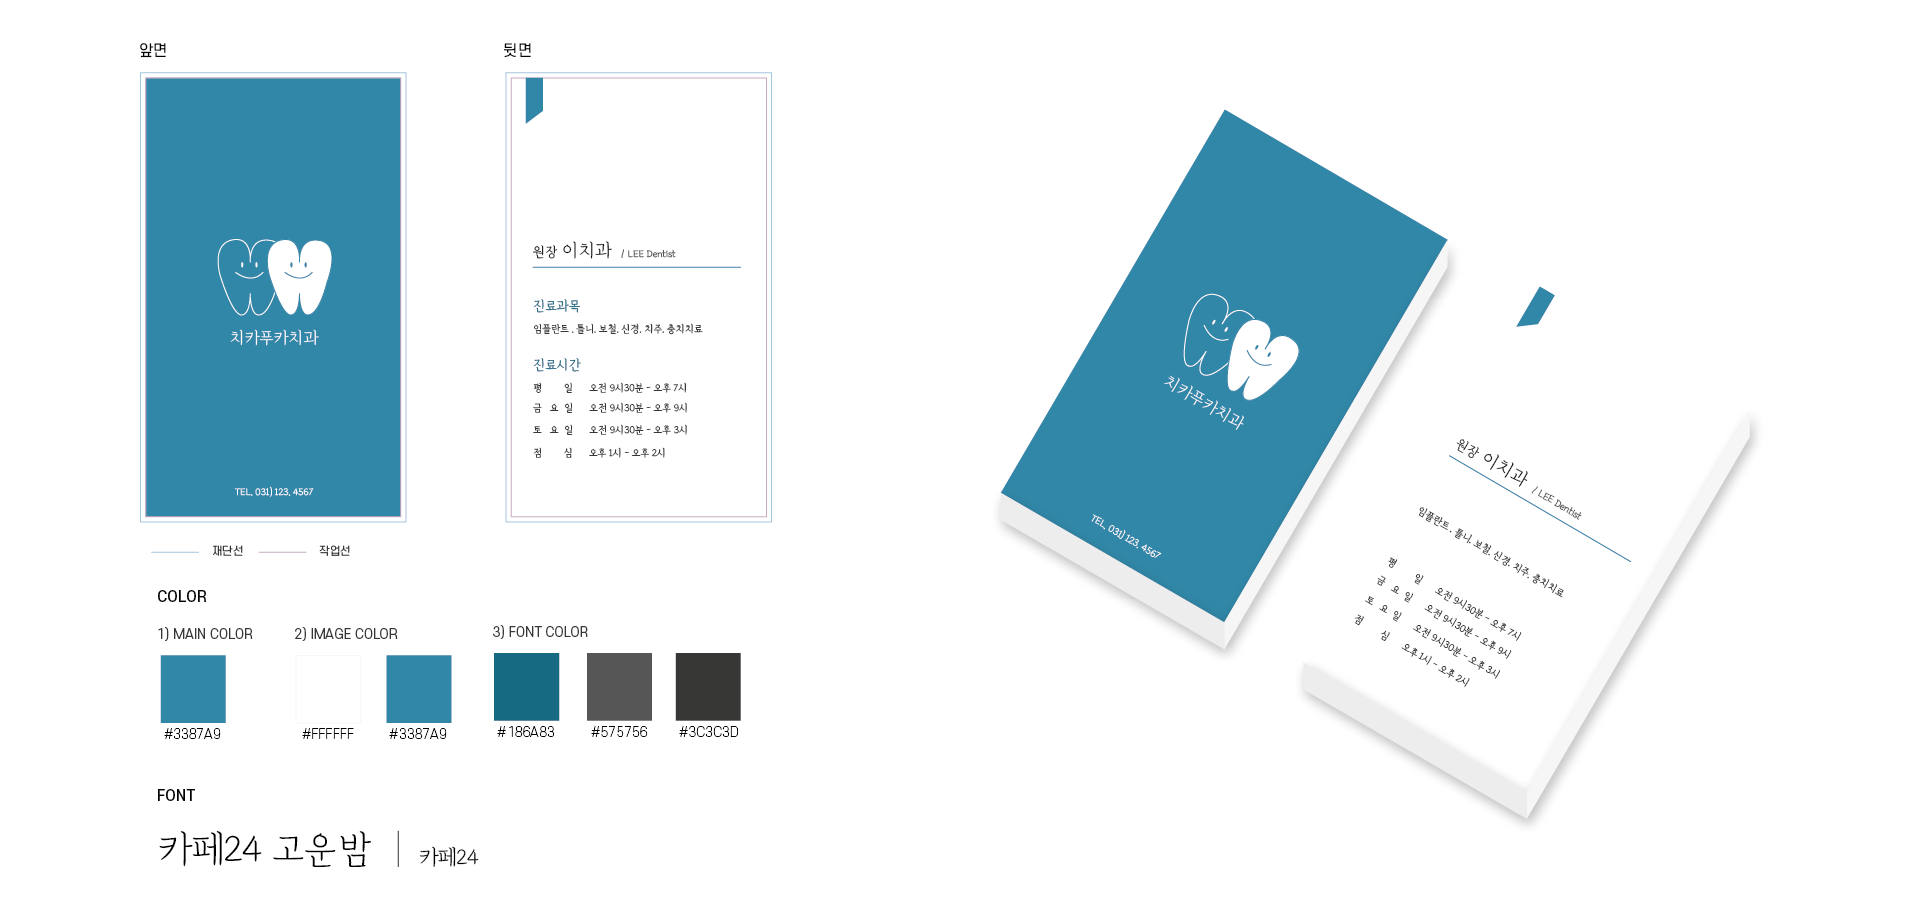 앞면
치카푸카치과
TEL. 031) 123. 4567
뒷면
원장 이치과 / LEE Dentist
진료과목
임플란트 . 틀니. 보철. 신경. 치주. 충치치료
진료시간
평 일 오전 9시30분 - 오후 7시
금 요 일 오전 9시30분 - 오후 9시
토 요 일 오전 9시30분 - 오후 3시
점 심 오후 1시 - 오후 2시
재단선 작업선
COLOR
1) MAIN COLOR
#3387A9
2) IMAGE COLOR
#FFFFFF #3387A9
3) FONT COLOR
#186A83 #575756 #3C3C3D
FONT
카페24 고운밤 | 카페24
치카푸카치과
TEL. 031) 123. 4567
원장 이치과 / LEE Dentist
임플란트 . 틀니. 보철. 신경. 치주. 충치치료
평 일 오전 9시30분 - 오후 7시
금 요 일 오전 9시30분 - 오후 9시
토 요 일 오전 9시30분 - 오후 3시
점 심 오후 1시 - 오후 2시